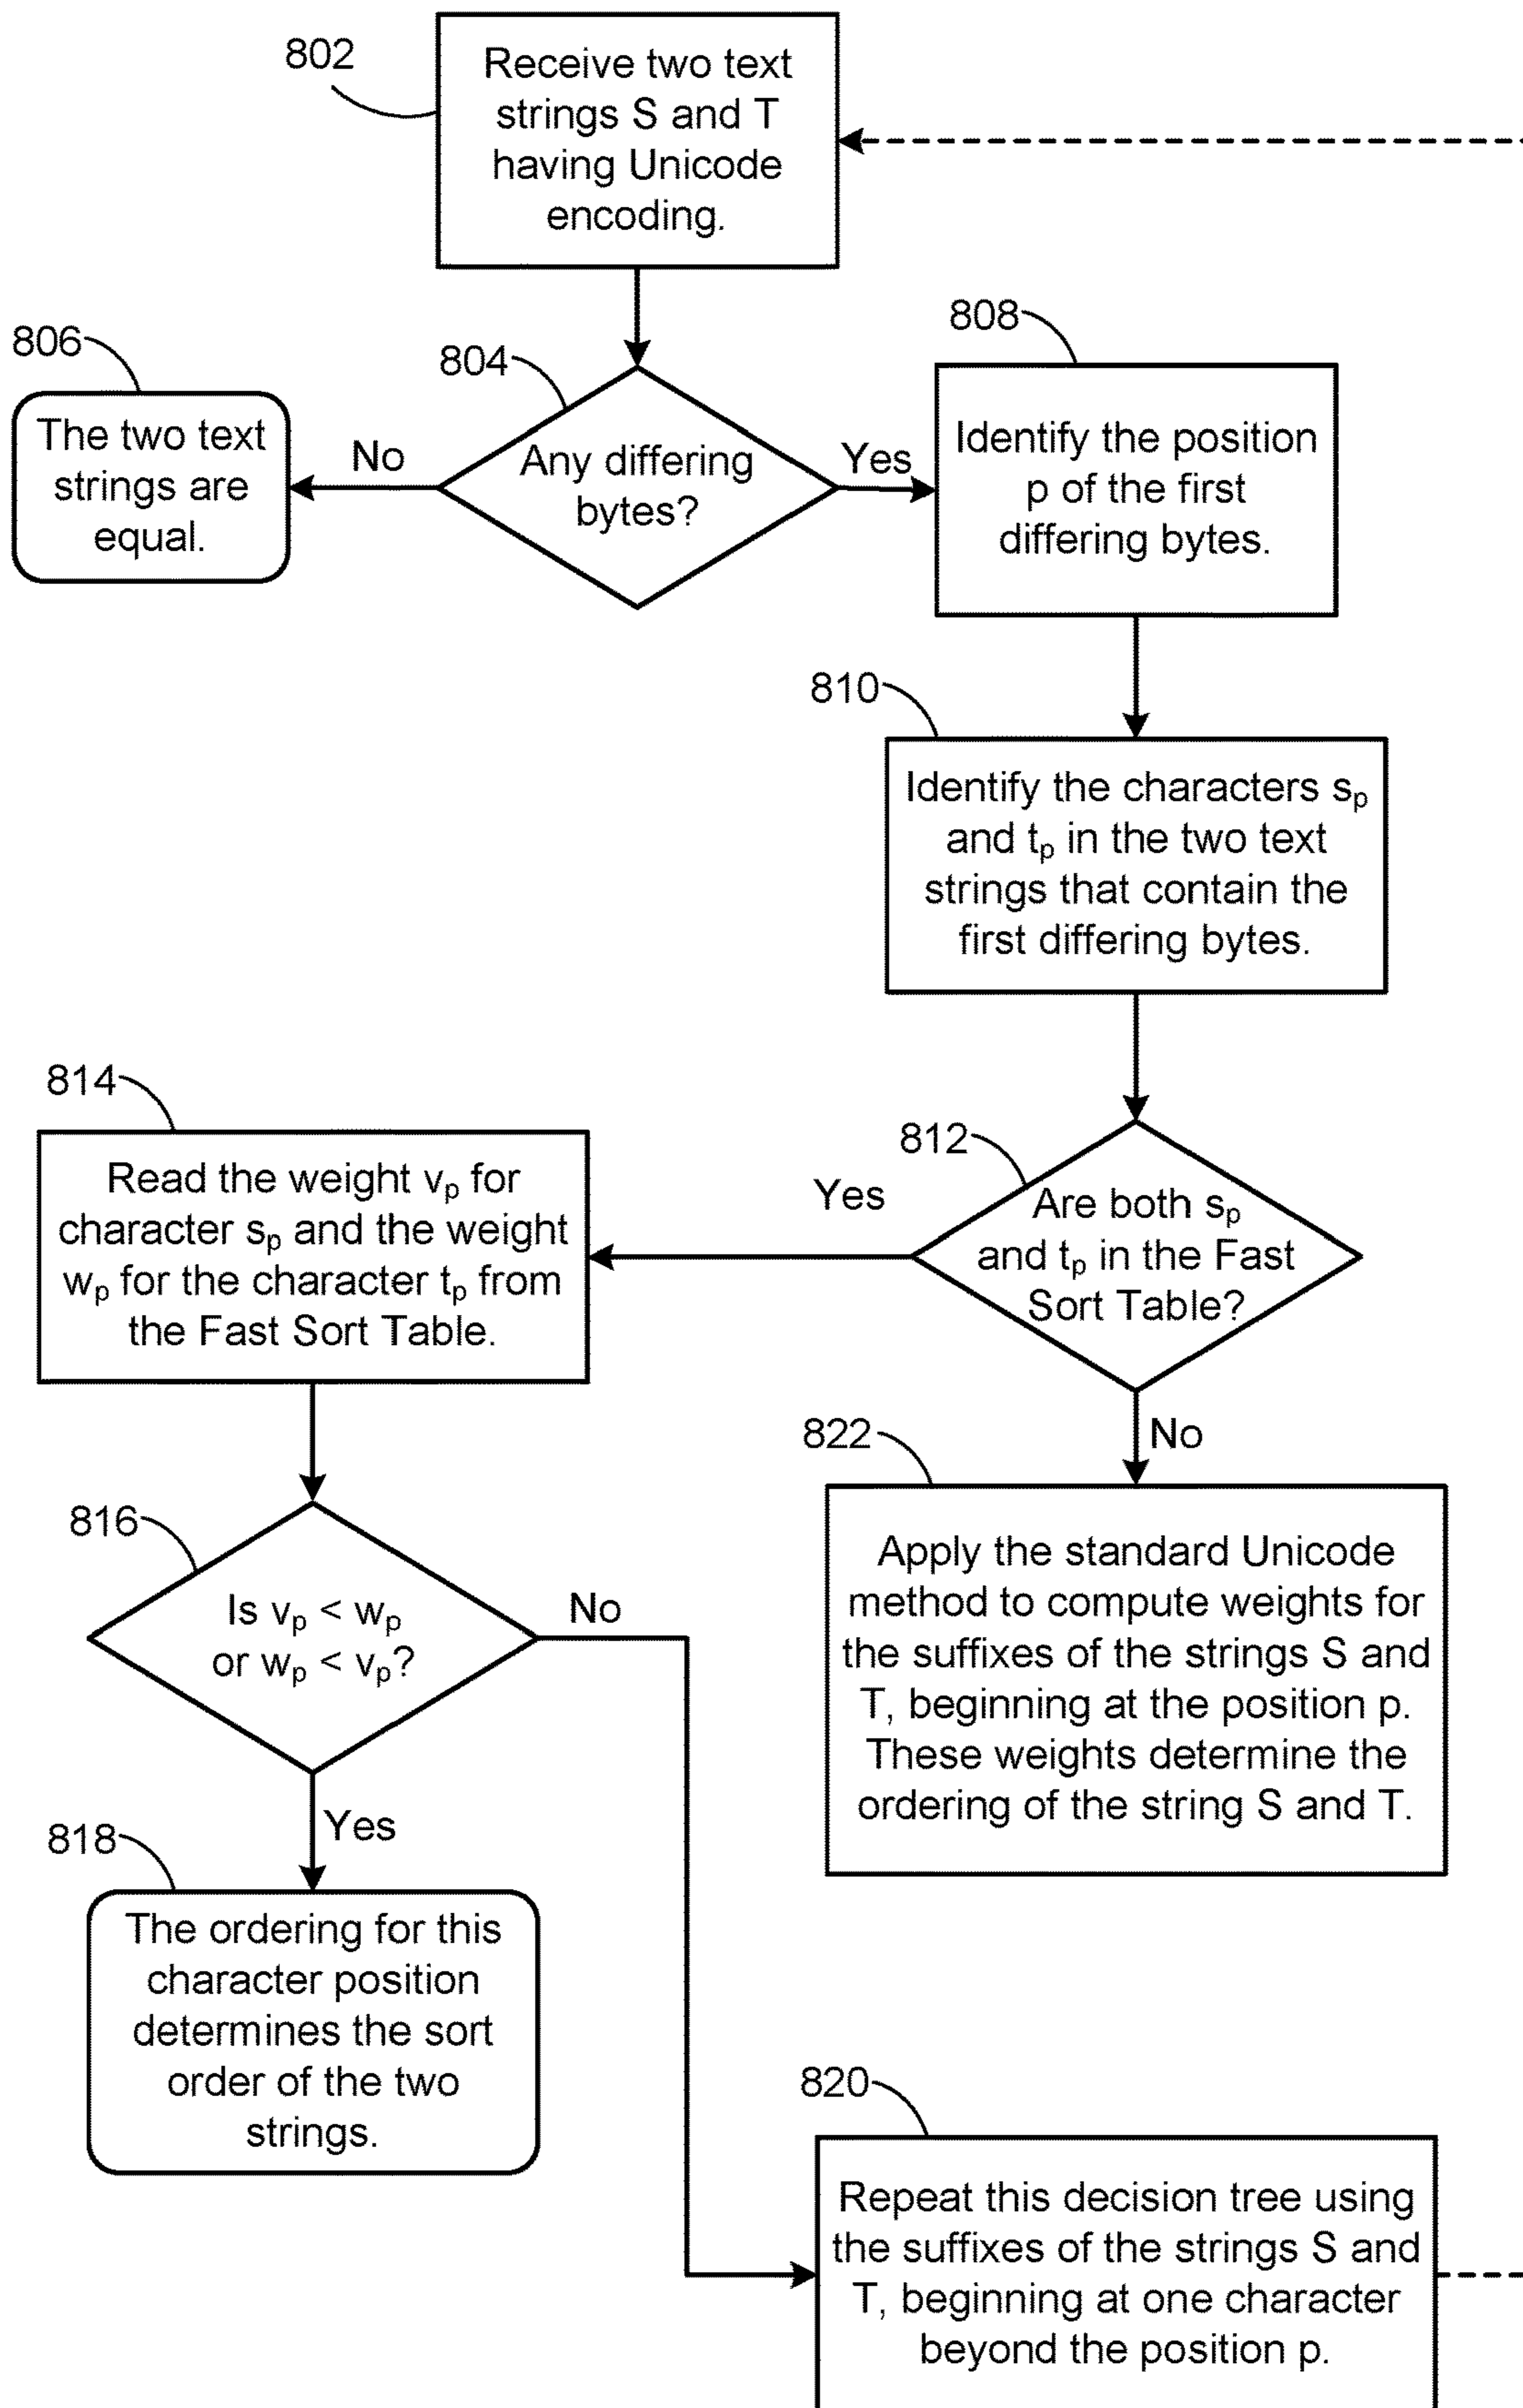 802
Receive two text
strings S and T
having Unicode
encoding.
806
The two text
strings are
equal.
No
804
Any differing
bytes?
Yes
808
Identify the position
p of the first
differing bytes.
810
Identify the characters sp
and tp in the two text
strings that contain the
first differing bytes.
812
Are both sp
and tp in the Fast
Sort Table?
Yes
814
Read the weight vp for
character sp and the weight
wp for the character tp from
the Fast Sort Table.
No
822
Apply the standard Unicode
method to compute weights for
the suffixes of the strings S and
T, beginning at the position p.
These weights determine the
ordering of the string S and T.
816
Is vp < wp
or wp < vp?
No
Yes
818
The ordering for this
character position
determines the sort
order of the two
strings.
820
Repeat this decision tree using
the suffixes of the strings S and
T, beginning at one character
beyond the position p.